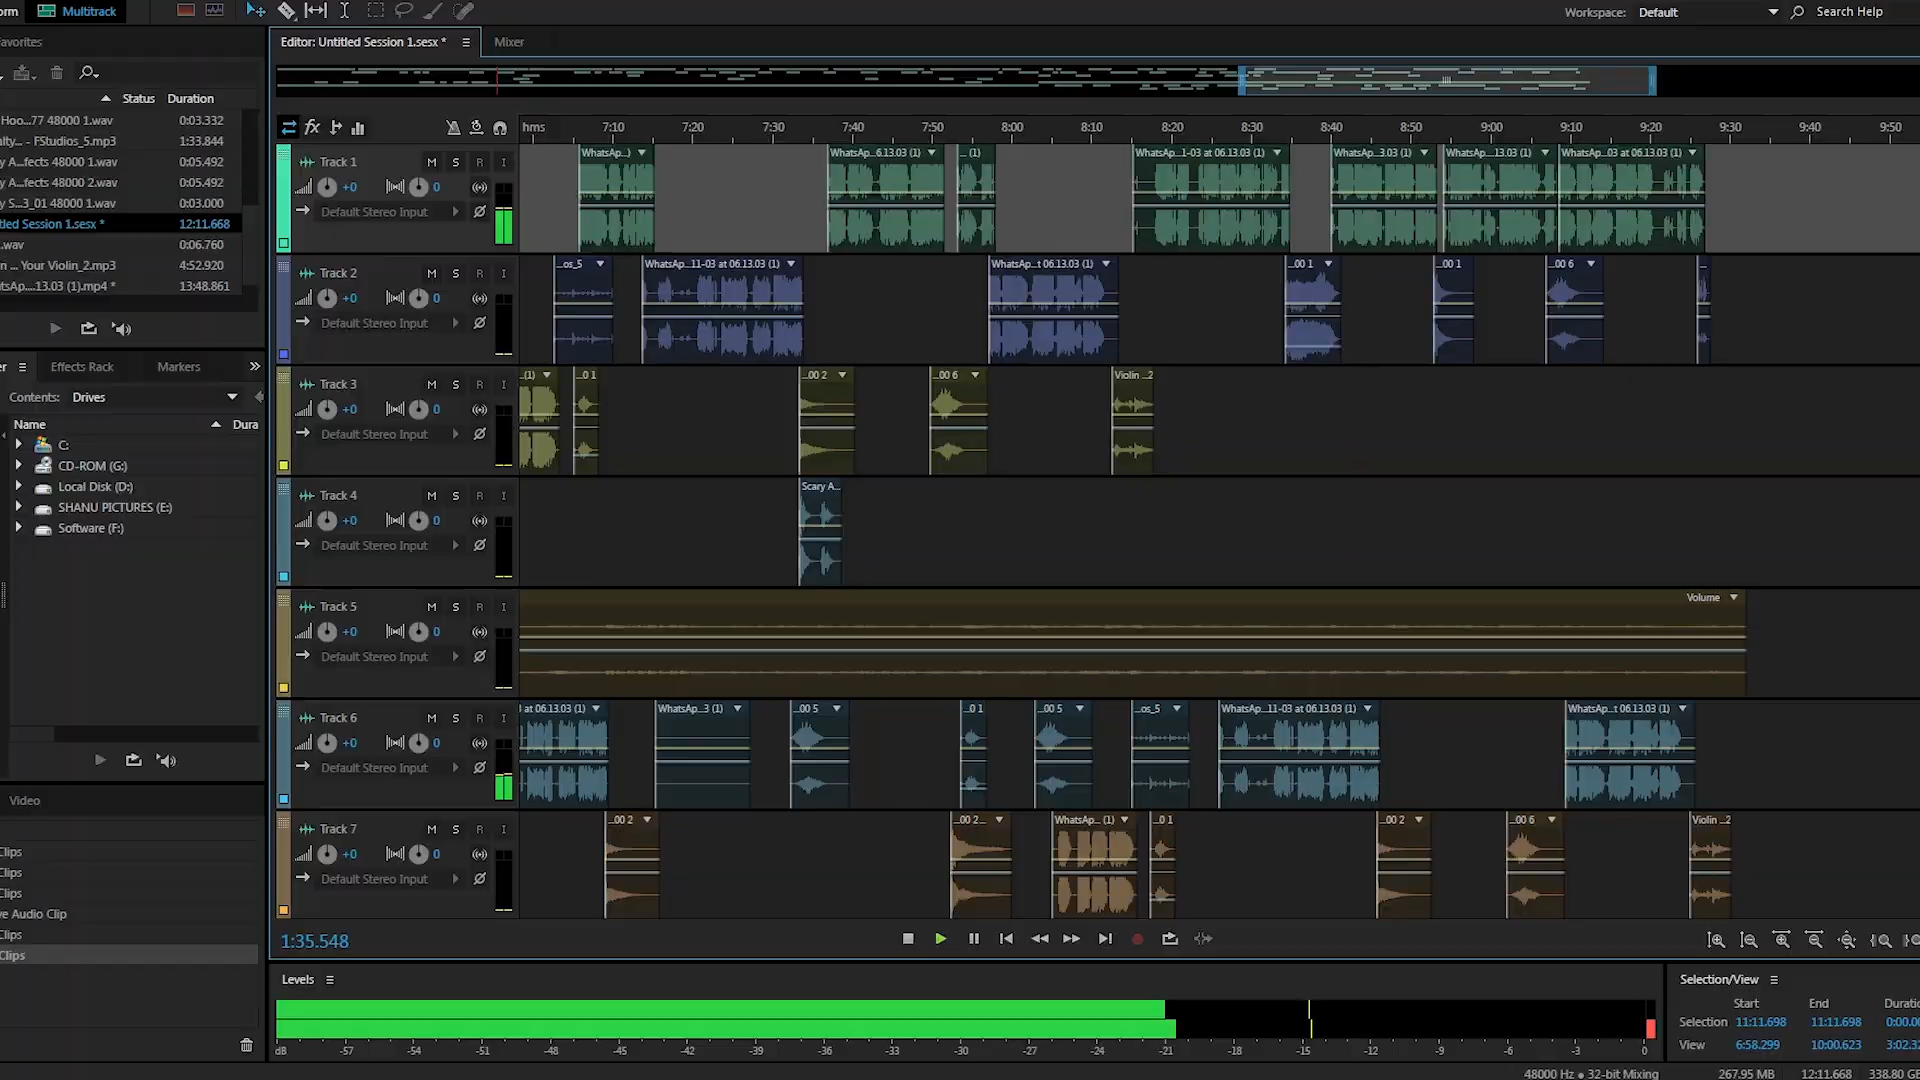 orm Multitrack Workspace: Default Search Help
avorites
Editor: Untitled Session 1.sesx * Mixer
Status Duration
Hoo...77 48000 1.wav 0:03.332
alty... - FStudios_5.mp3 1:33.844
y A...fects 48000 1.wav 0:05.492
y A...fects 48000 2.wav 0:05.492
y S...3_01 48000 1.wav 0:03.000
tled Session 1.sesx * 12:11.668
.wav 0:06.760
n ... Your Violin_2.mp3 4:52.920
tsAp....13.03 (1).mp4 * 13:48.861
er Effects Rack Markers
Contents: Drives
Name Dura
C:
CD-ROM (G:)
Local Disk (D:)
SHANU PICTURES (E:)
Software (F:)
Video
Clips
Clips
Clips
ve Audio Clip
Clips
Clips
fx hms 7:10 7:20 7:30 7:40 7:50 8:00 8:10 8:20 8:30 8:40 8:50 9:00 9:10 9:20 9:30 9:40 9:50
Track 1 M S R I WhatsAp...) WhatsAp...6.13.03 (1) ... (1) WhatsAp...1-03 at 06.13.03 (1) WhatsAp...3.03 (1) WhatsAp...13.03 (1) WhatsAp...03 at 06.13.03 (1)
+0 0
Default Stereo Input
Track 2 M S R I ...os_5 WhatsAp...11-03 at 06.13.03 (1) WhatsAp...t 06.13.03 (1) ...00 1 ...00 1 ...00 6 ...
+0 0
Default Stereo Input
Track 3 M S R I ...(1) ...0 1 ...00 2 ...00 6 Violin ...2
+0 0
Default Stereo Input
Track 4 M S R I Scary A...
+0 0
Default Stereo Input
Track 5 M S R I Volume
+0 0
Default Stereo Input
Track 6 M S R I at 06.13.03 (1) WhatsAp...3 (1) ...00 5 ...0 1 ...00 5 ...os_5 WhatsAp...11-03 at 06.13.03 (1) WhatsAp...t 06.13.03 (1)
+0 0
Default Stereo Input
Track 7 M S R I ...00 2 ...00 2... WhatsAp... (1) ...0 1 ...00 2 ...00 6 Violin ...2
+0 0
Default Stereo Input
1:35.548
Levels
dB -57 -54 -51 -48 -45 -42 -39 -36 -33 -30 -27 -24 -21 -18 -15 -12 -9 -6 -3 0
Selection/View
Start End Duratio
Selection 11:11.698 11:11.698 0:00.00
View 6:58.299 10:00.623 3:02.32
48000 Hz ● 32-bit Mixing 267.95 MB 12:11.668 338.80 GB